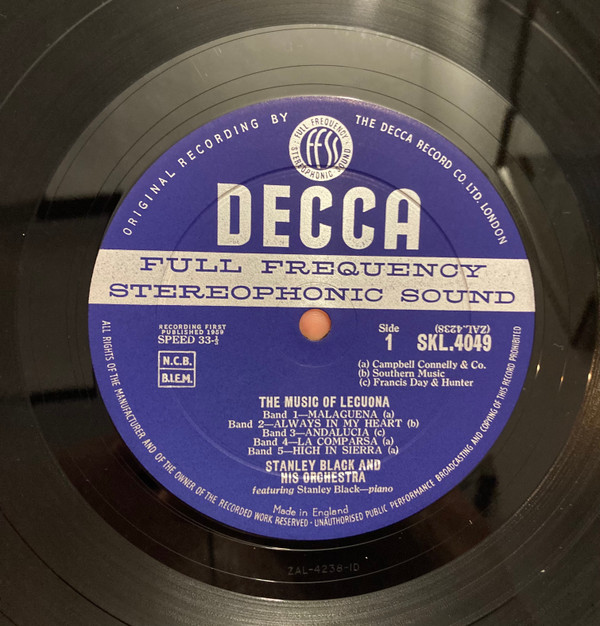 ORIGINAL RECORDING BY THE DECCA RECORD CO. LTD. LONDON
FULL FREQUENCY
ffss
STEREOPHONIC SOUND
DECCA
FULL FREQUENCY
STEREOPHONIC SOUND
RECORDING FIRST
PUBLISHED 1959
SPEED 33⅓
N.C.B.
B.I.E.M.
Side
1
(ZAL.4238)
SKL.4049
(a) Campbell Connelly & Co.
(b) Southern Music
(c) Francis Day & Hunter
THE MUSIC OF LECUONA
Band 1—MALAGUENA (a)
Band 2—ALWAYS IN MY HEART (b)
Band 3—ANDALUCIA (c)
Band 4—LA COMPARSA (a)
Band 5—HIGH IN SIERRA (a)
STANLEY BLACK AND
HIS ORCHESTRA
featuring Stanley Black—piano
Made in England
ALL RIGHTS OF THE MANUFACTURER AND OF THE OWNER OF THE RECORDED WORK RESERVED · UNAUTHORISED PUBLIC PERFORMANCE BROADCASTING AND COPYING OF THIS RECORD PROHIBITED
ZAL-4238-1D